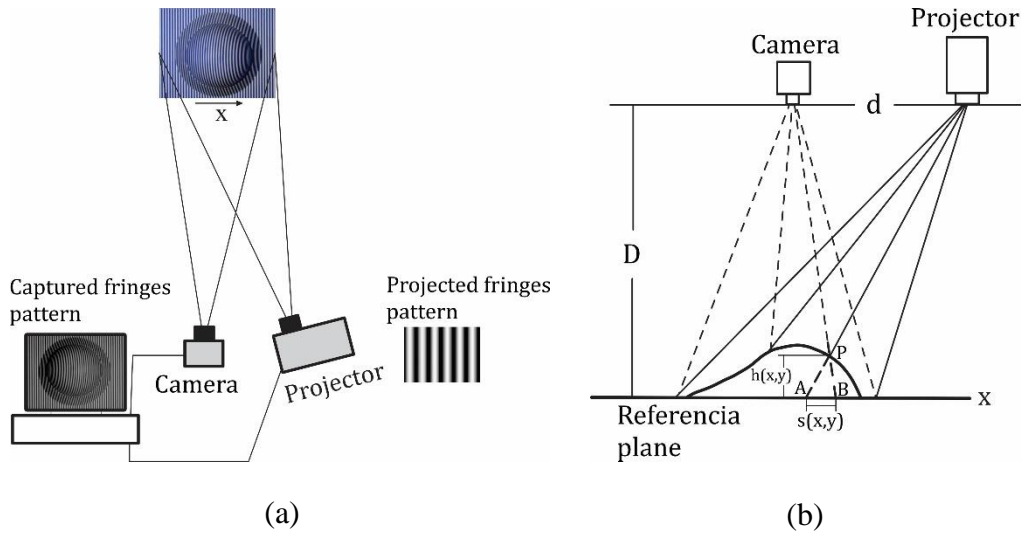 x
Captured fringes
pattern
Camera
Projector
Projected fringes
pattern
(a)
Projector
Camera
d
D
h(x,y)
P
A
B
x
s(x,y)
Referencia
plane
(b)